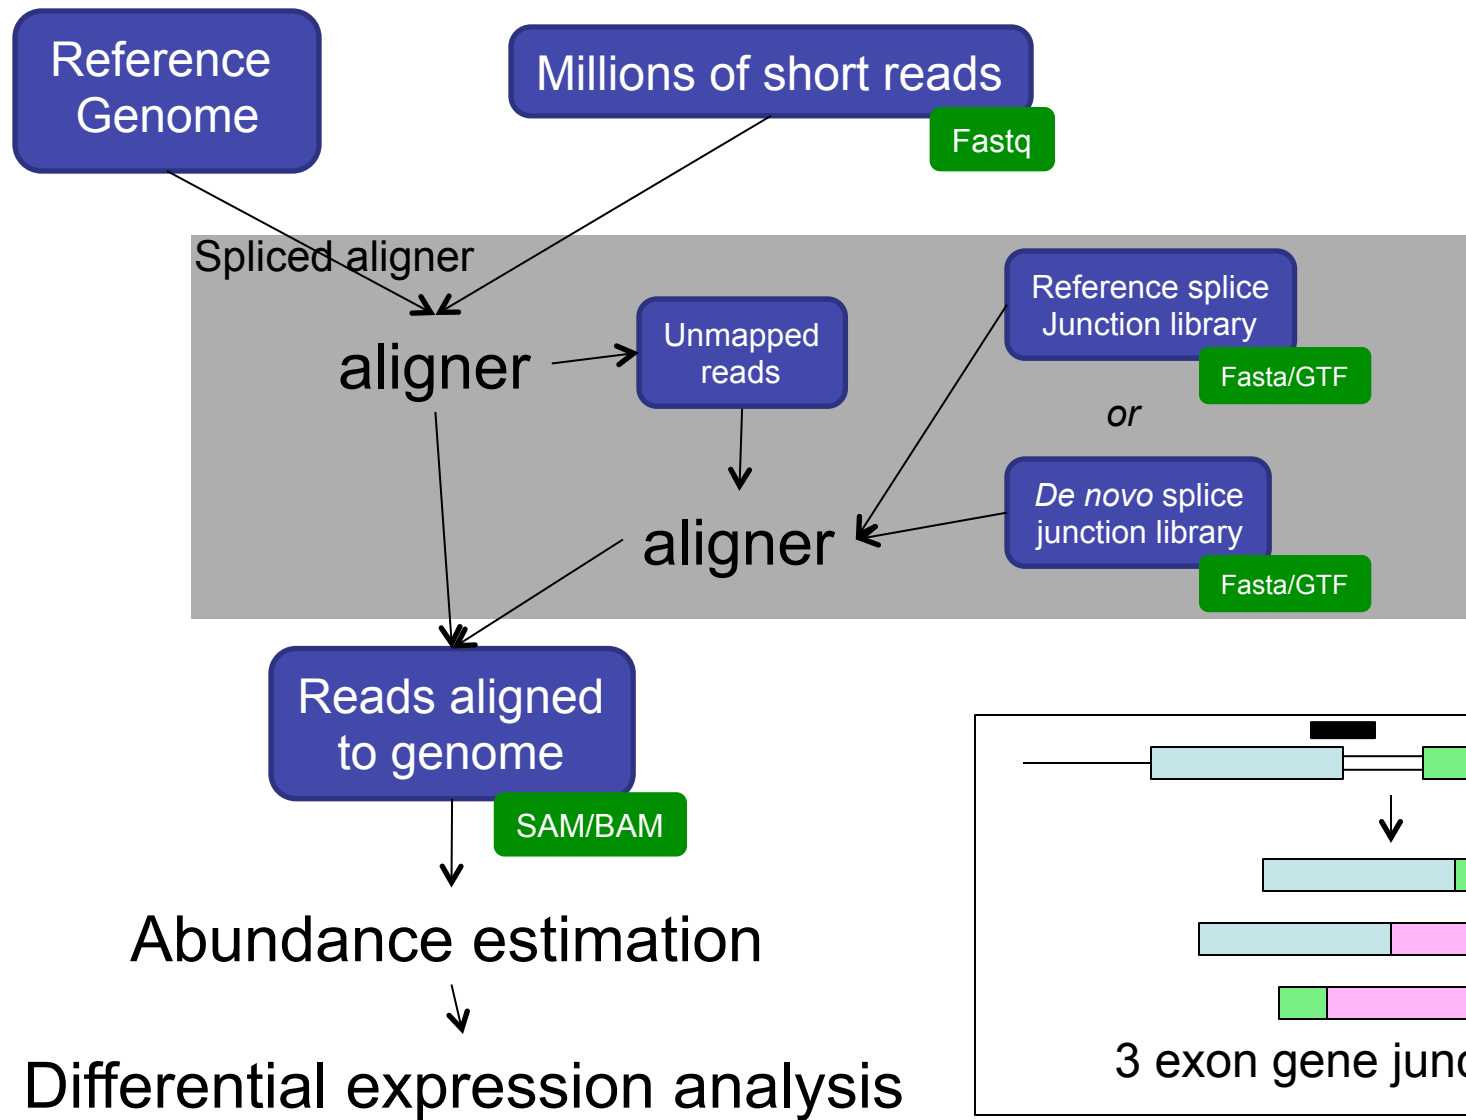 Reference
Genome
Millions of short reads
Fastq
Spliced aligner
aligner
Unmapped
reads
Reference splice
Junction library
Fasta/GTF
or
De novo splice
junction library
Fasta/GTF
aligner
Reads aligned
to genome
SAM/BAM
Abundance estimation
Differential expression analysis
3 exon gene